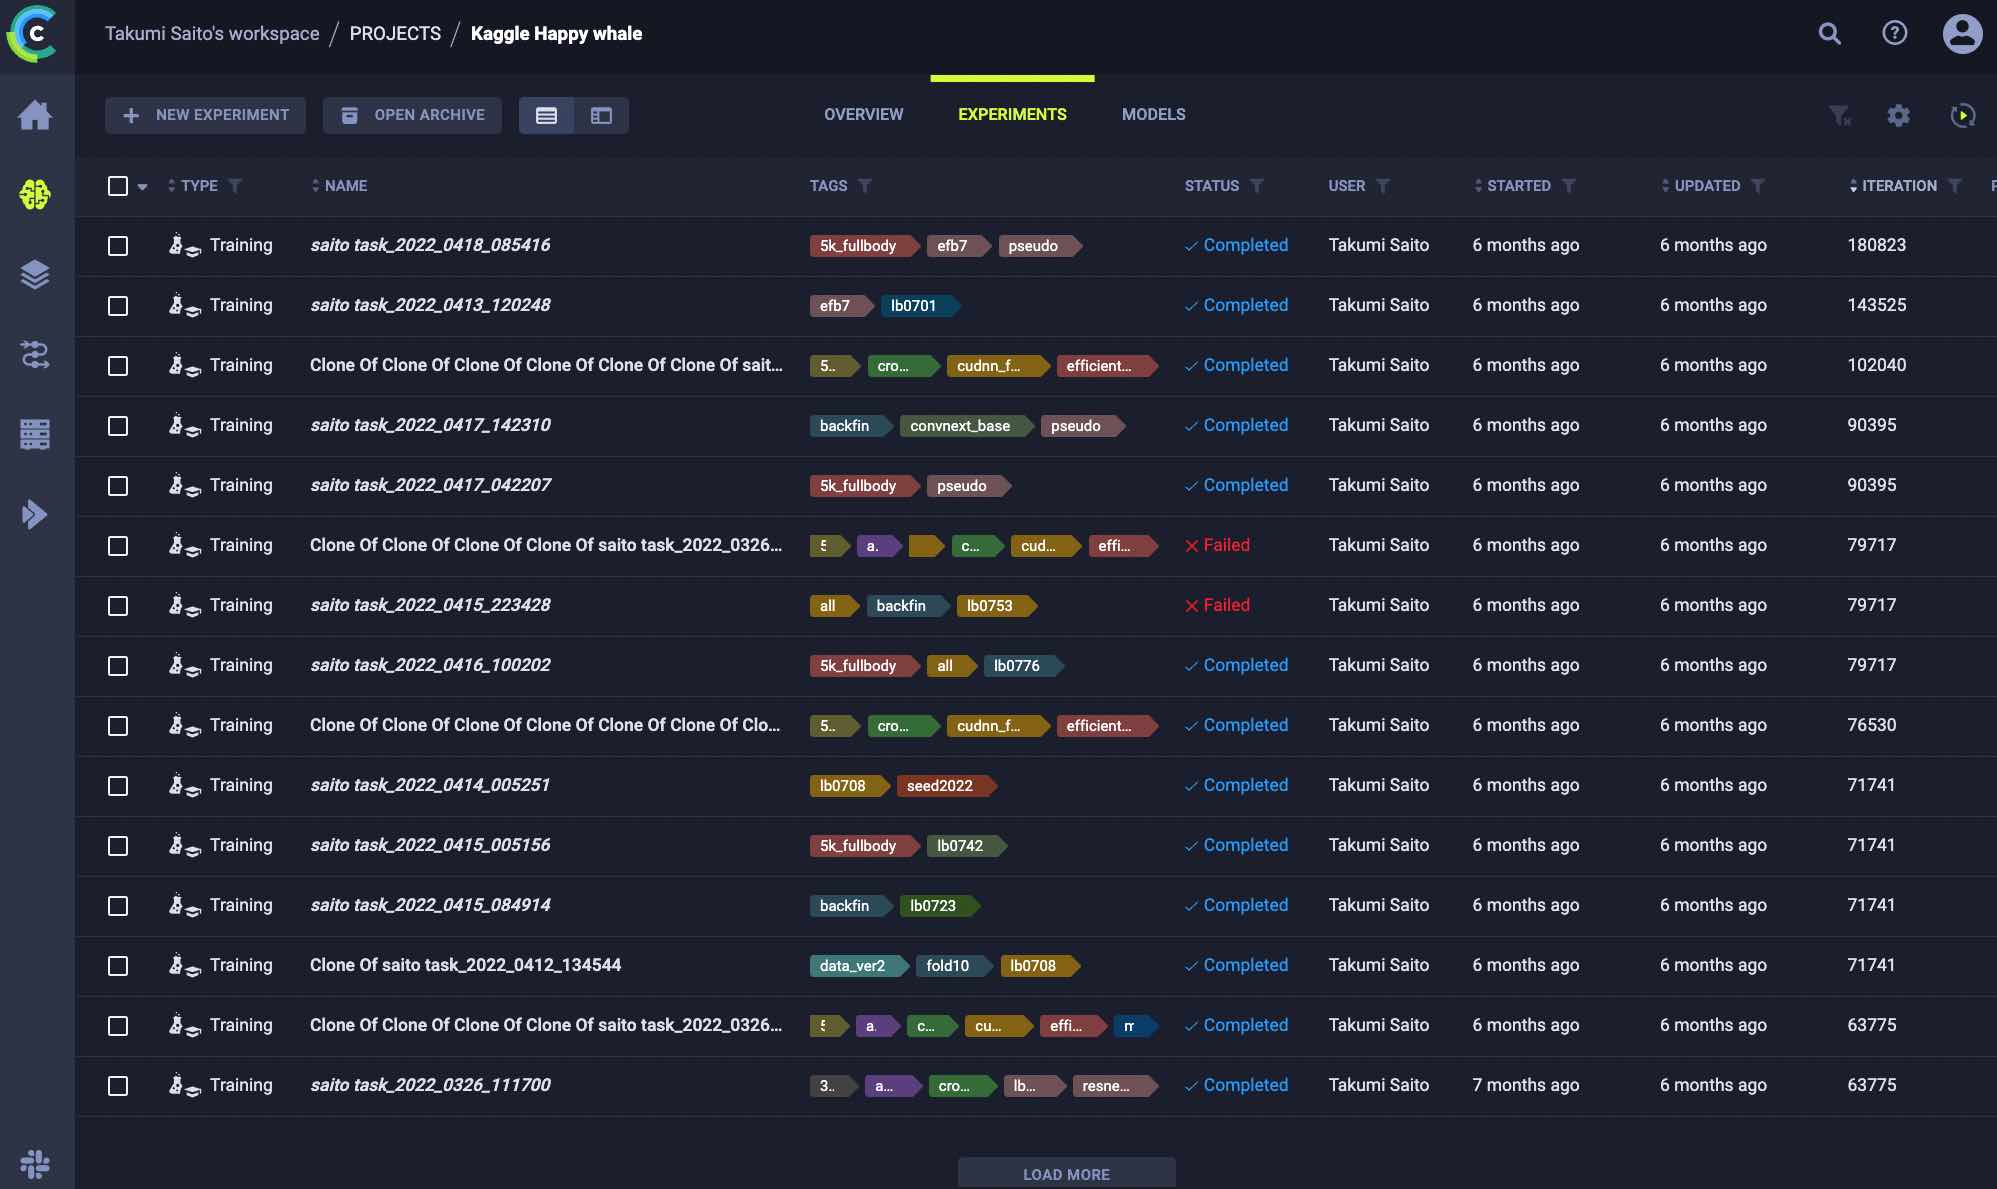 C
Takumi Saito's workspace / PROJECTS / Kaggle Happy whale
+ NEW EXPERIMENT OPEN ARCHIVE OVERVIEW EXPERIMENTS MODELS
TYPE NAME TAGS STATUS USER STARTED UPDATED ITERATION
Training saito task_2022_0418_085416 5k_fullbody efb7 pseudo Completed Takumi Saito 6 months ago 6 months ago 180823
Training saito task_2022_0413_120248 efb7 lb0701 Completed Takumi Saito 6 months ago 6 months ago 143525
Training Clone Of Clone Of Clone Of Clone Of Clone Of Clone Of sait... 5.. cro... cudnn_f... efficient... Completed Takumi Saito 6 months ago 6 months ago 102040
Training saito task_2022_0417_142310 backfin convnext_base pseudo Completed Takumi Saito 6 months ago 6 months ago 90395
Training saito task_2022_0417_042207 5k_fullbody pseudo Completed Takumi Saito 6 months ago 6 months ago 90395
Training Clone Of Clone Of Clone Of Clone Of saito task_2022_0326... 5 a. c... cud... effi... Failed Takumi Saito 6 months ago 6 months ago 79717
Training saito task_2022_0415_223428 all backfin lb0753 Failed Takumi Saito 6 months ago 6 months ago 79717
Training saito task_2022_0416_100202 5k_fullbody all lb0776 Completed Takumi Saito 6 months ago 6 months ago 79717
Training Clone Of Clone Of Clone Of Clone Of Clone Of Clone Of Clo... 5.. cro... cudnn_f... efficient... Completed Takumi Saito 6 months ago 6 months ago 76530
Training saito task_2022_0414_005251 lb0708 seed2022 Completed Takumi Saito 6 months ago 6 months ago 71741
Training saito task_2022_0415_005156 5k_fullbody lb0742 Completed Takumi Saito 6 months ago 6 months ago 71741
Training saito task_2022_0415_084914 backfin lb0723 Completed Takumi Saito 6 months ago 6 months ago 71741
Training Clone Of saito task_2022_0412_134544 data_ver2 fold10 lb0708 Completed Takumi Saito 6 months ago 6 months ago 71741
Training Clone Of Clone Of Clone Of Clone Of saito task_2022_0326... 5 a. c... cu... effi... Completed Takumi Saito 6 months ago 6 months ago 63775
Training saito task_2022_0326_111700 3.. a... cro... lb... resne... Completed Takumi Saito 7 months ago 6 months ago 63775
LOAD MORE